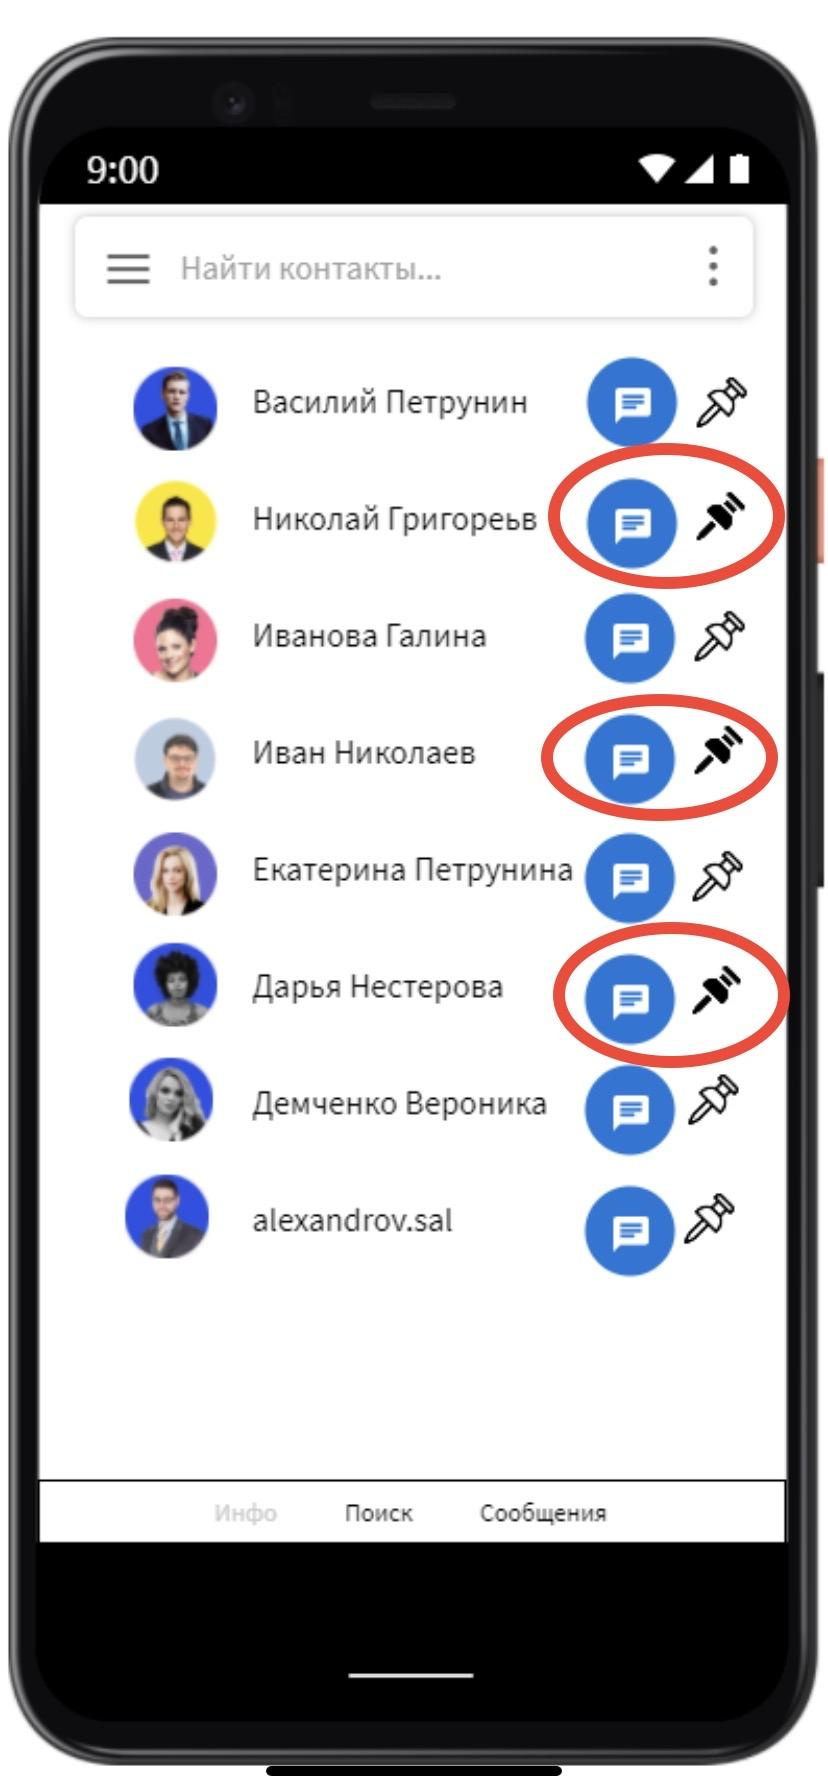 9:00
Найти контакты...
Василий Петрунин
Николай Григореьв
Иванова Галина
Иван Николаев
Екатерина Петрунина
Дарья Нестерова
Демченко Вероника
alexandrov.sal
Инфо Поиск Сообщения